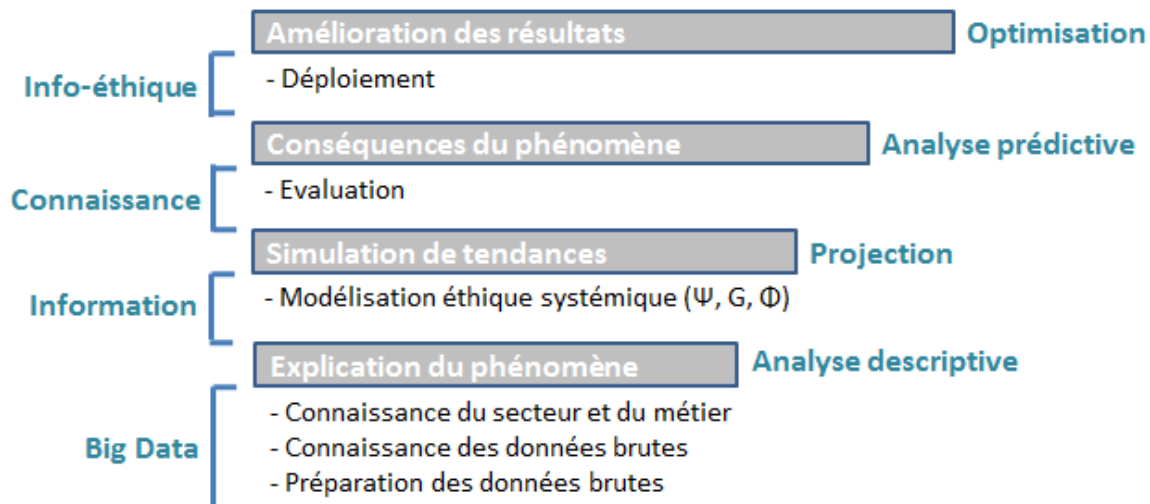 Amélioration des résultats Optimisation
Info-éthique
- Déploiement
Conséquences du phénomène Analyse prédictive
Connaissance
- Evaluation
Simulation de tendances Projection
Information
- Modélisation éthique systémique (Ψ, G, Φ)
Explication du phénomène Analyse descriptive
Big Data
- Connaissance du secteur et du métier
- Connaissance des données brutes
- Préparation des données brutes